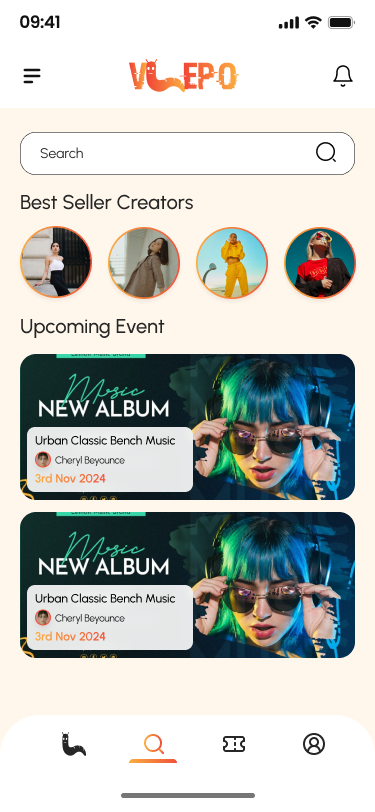 09:41
VLEPO
Search
Best Seller Creators
Upcoming Event
Music
NEW ALBUM
Urban Classic Bench Music
Cheryl Beyounce
3rd Nov 2024
Music
NEW ALBUM
Urban Classic Bench Music
Cheryl Beyounce
3rd Nov 2024